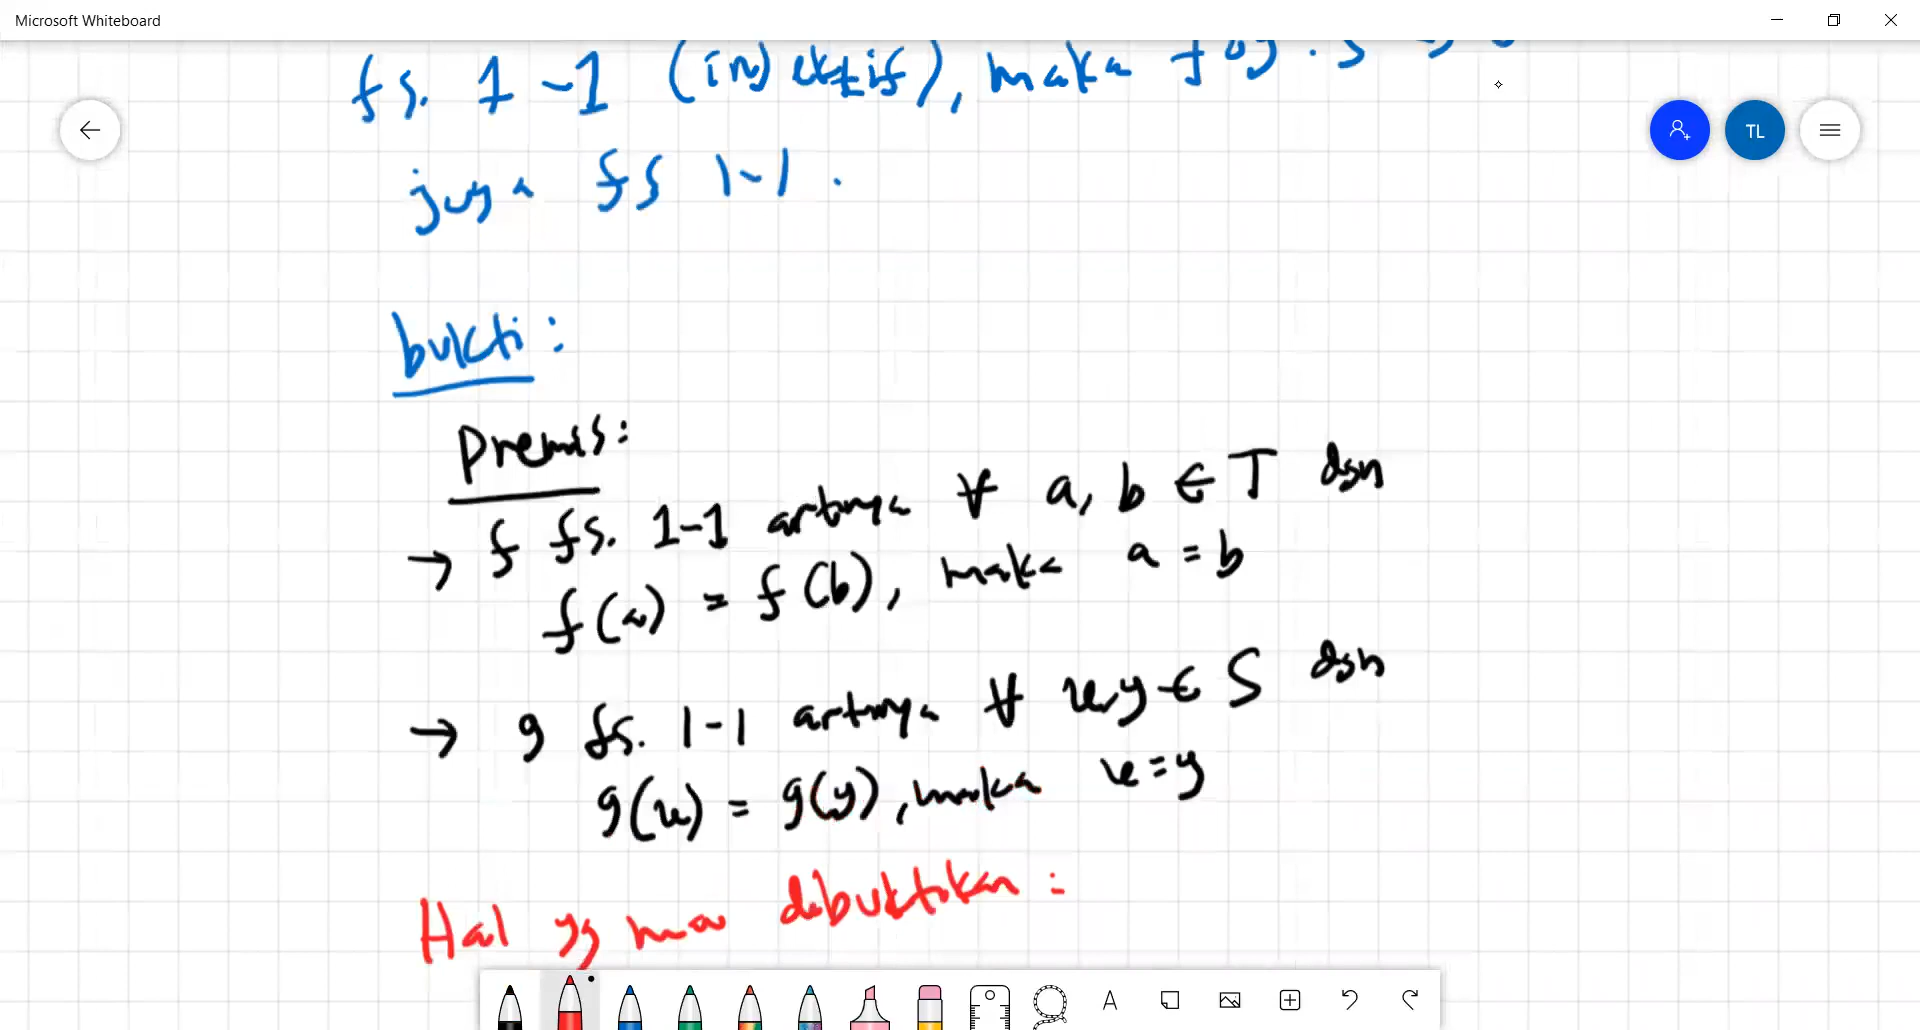 Microsoft Whiteboard
fs. 1-1 (injektif), maka fog : S
juga fs 1-1.
TL
bukti :
Premis :
→ f fs. 1-1 artinya ∀ a, b ∈ T dgn
f(a) = f(b), maka a = b
→ g fs. 1-1 artinya ∀ x,y ∈ S dgn
g(x) = g(y), maka x=y
Hal yg mau dibuktikan :